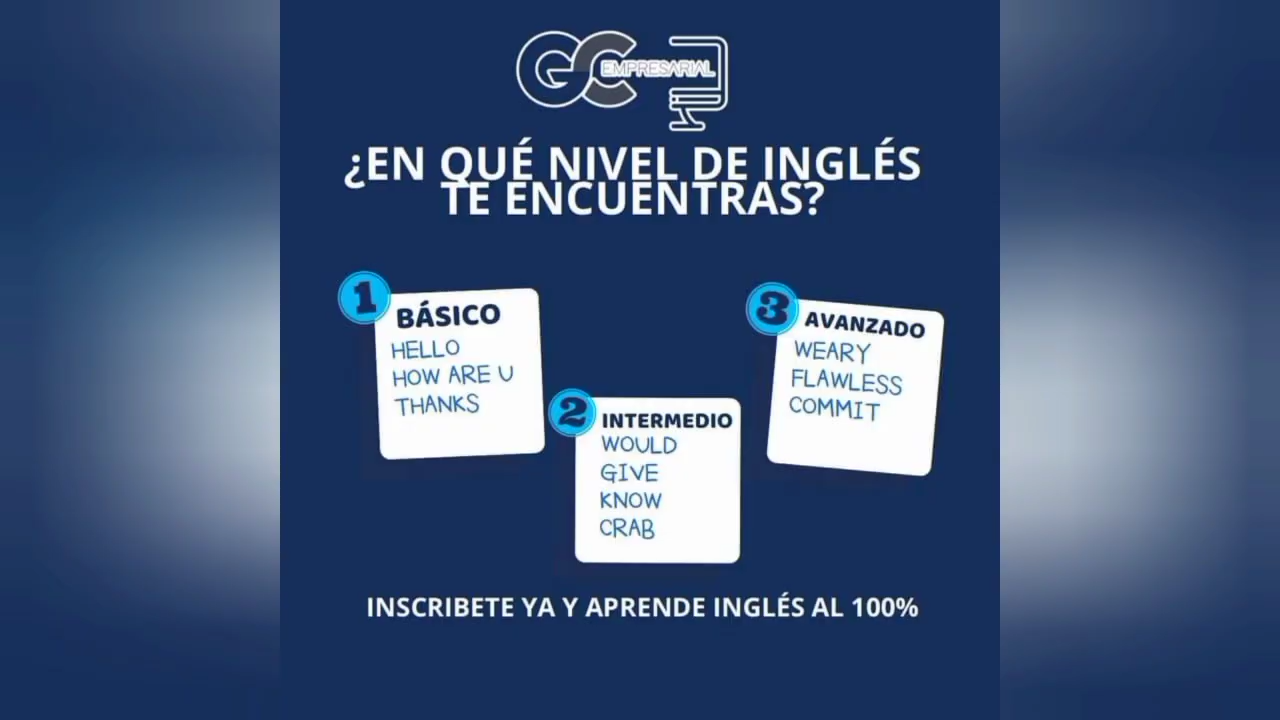 GC EMPRESARIAL
¿EN QUÉ NIVEL DE INGLÉS
TE ENCUENTRAS?
1
BÁSICO
HELLO
HOW ARE U
THANKS
2
INTERMEDIO
WOULD
GIVE
KNOW
CRAB
3
AVANZADO
WEARY
FLAWLESS
COMMIT
INSCRIBETE YA Y APRENDE INGLÉS AL 100%